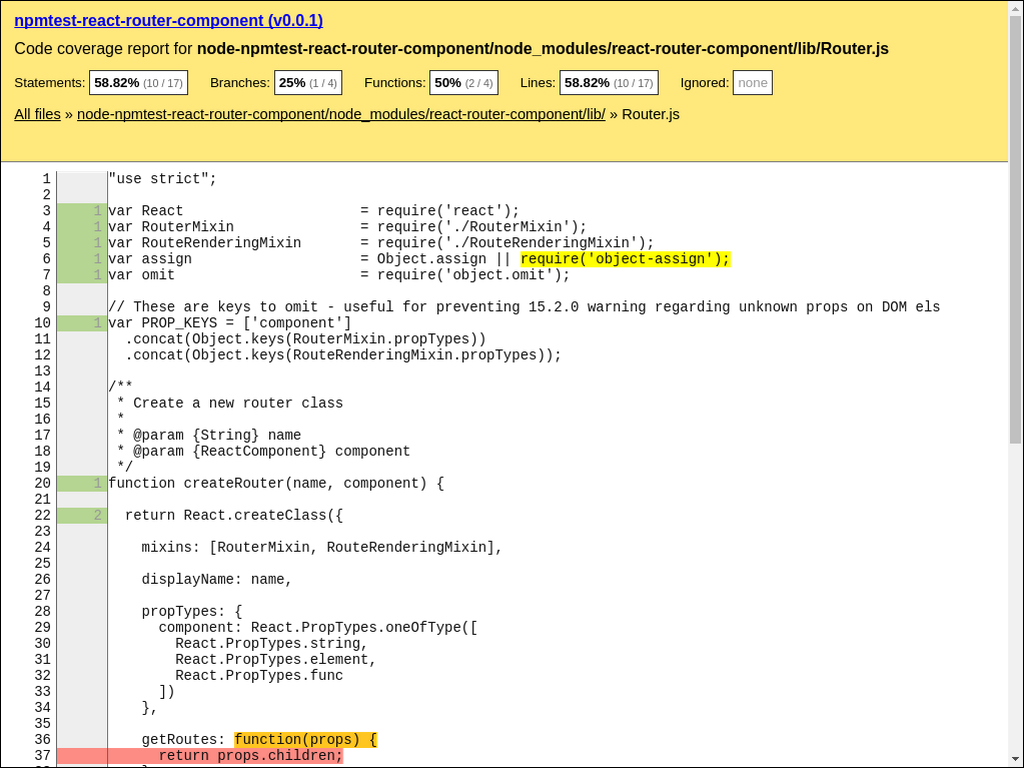 npmtest-react-router-component (v0.0.1)
Code coverage report for node-npmtest-react-router-component/node_modules/react-router-component/lib/Router.js
Statements: 58.82% (10 / 17) Branches: 25% (1 / 4) Functions: 50% (2 / 4) Lines: 58.82% (10 / 17) Ignored: none
All files » node-npmtest-react-router-component/node_modules/react-router-component/lib/ » Router.js
1 "use strict";
2
3 1 var React                     = require('react');
4 1 var RouterMixin               = require('./RouterMixin');
5 1 var RouteRenderingMixin       = require('./RouteRenderingMixin');
6 1 var assign                    = Object.assign || require('object-assign');
7 1 var omit                      = require('object.omit');
8
9 // These are keys to omit - useful for preventing 15.2.0 warning regarding unknown props on DOM els
10 1 var PROP_KEYS = ['component']
11   .concat(Object.keys(RouterMixin.propTypes))
12   .concat(Object.keys(RouteRenderingMixin.propTypes));
13
14 /**
15  * Create a new router class
16  *
17  * @param {String} name
18  * @param {ReactComponent} component
19  */
20 1 function createRouter(name, component) {
21
22 2   return React.createClass({
23
24     mixins: [RouterMixin, RouteRenderingMixin],
25
26     displayName: name,
27
28     propTypes: {
29       component: React.PropTypes.oneOfType([
30         React.PropTypes.string,
31         React.PropTypes.element,
32         React.PropTypes.func
33       ])
34     },
35
36     getRoutes: function(props) {
37       return props.children;